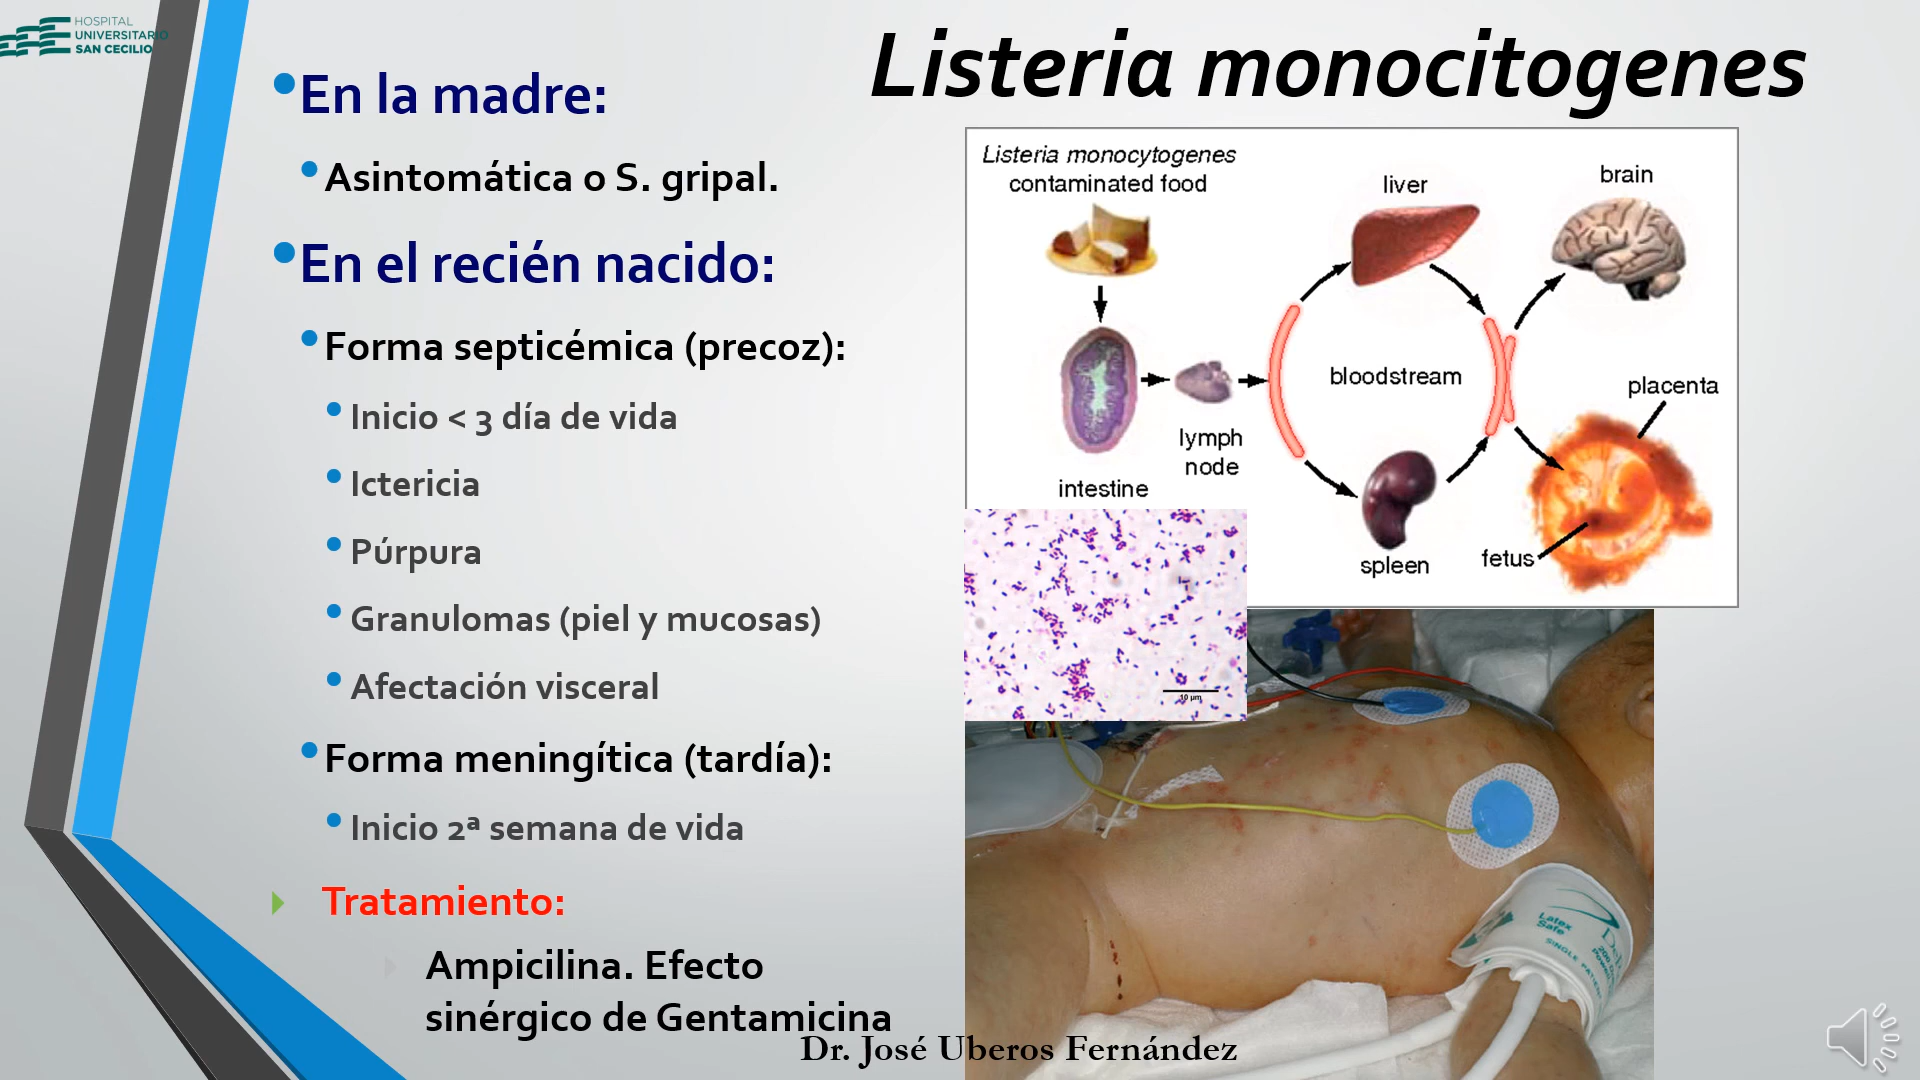 HOSPITAL
UNIVERSITARIO
SAN CECILIO
Listeria monocitogenes
En la madre:
Asintomática o S. gripal.
En el recién nacido:
Forma septicémica (precoz):
Inicio < 3 día de vida
Ictericia
Púrpura
Granulomas (piel y mucosas)
Afectación visceral
Forma meningítica (tardía):
Inicio 2ª semana de vida
Tratamiento:
Ampicilina. Efecto
sinérgico de Gentamicina
Listeria monocytogenes
contaminated food
liver
brain
bloodstream
placenta
lymph
node
intestine
spleen
fetus
10 µm
Latex
Safe
SINGLE
Dr. José Uberos Fernández